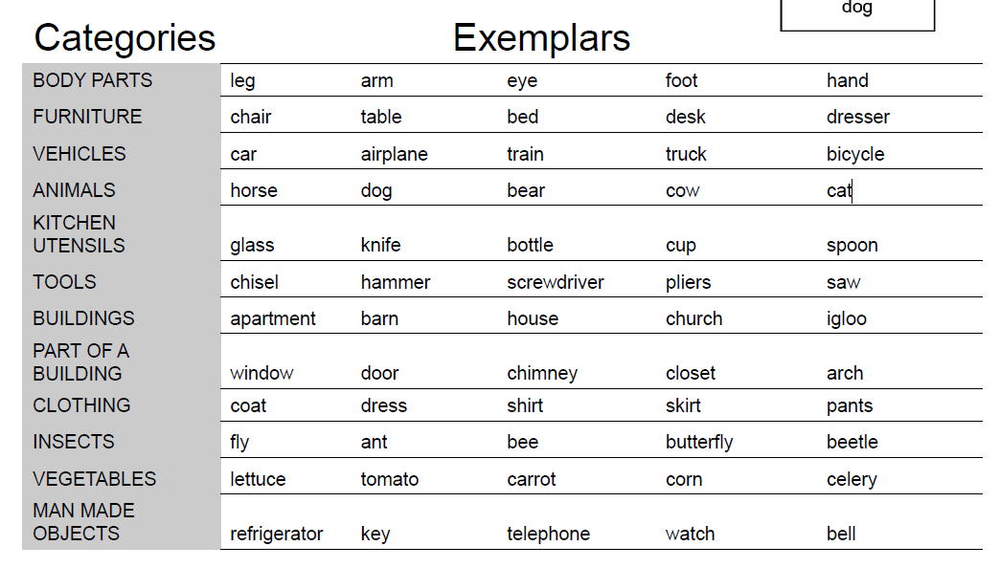 dog
Categories Exemplars
BODY PARTS leg arm eye foot hand
FURNITURE chair table bed desk dresser
VEHICLES car airplane train truck bicycle
ANIMALS horse dog bear cow cat
KITCHEN
UTENSILS glass knife bottle cup spoon
TOOLS chisel hammer screwdriver pliers saw
BUILDINGS apartment barn house church igloo
PART OF A
BUILDING window door chimney closet arch
CLOTHING coat dress shirt skirt pants
INSECTS fly ant bee butterfly beetle
VEGETABLES lettuce tomato carrot corn celery
MAN MADE
OBJECTS refrigerator key telephone watch bell